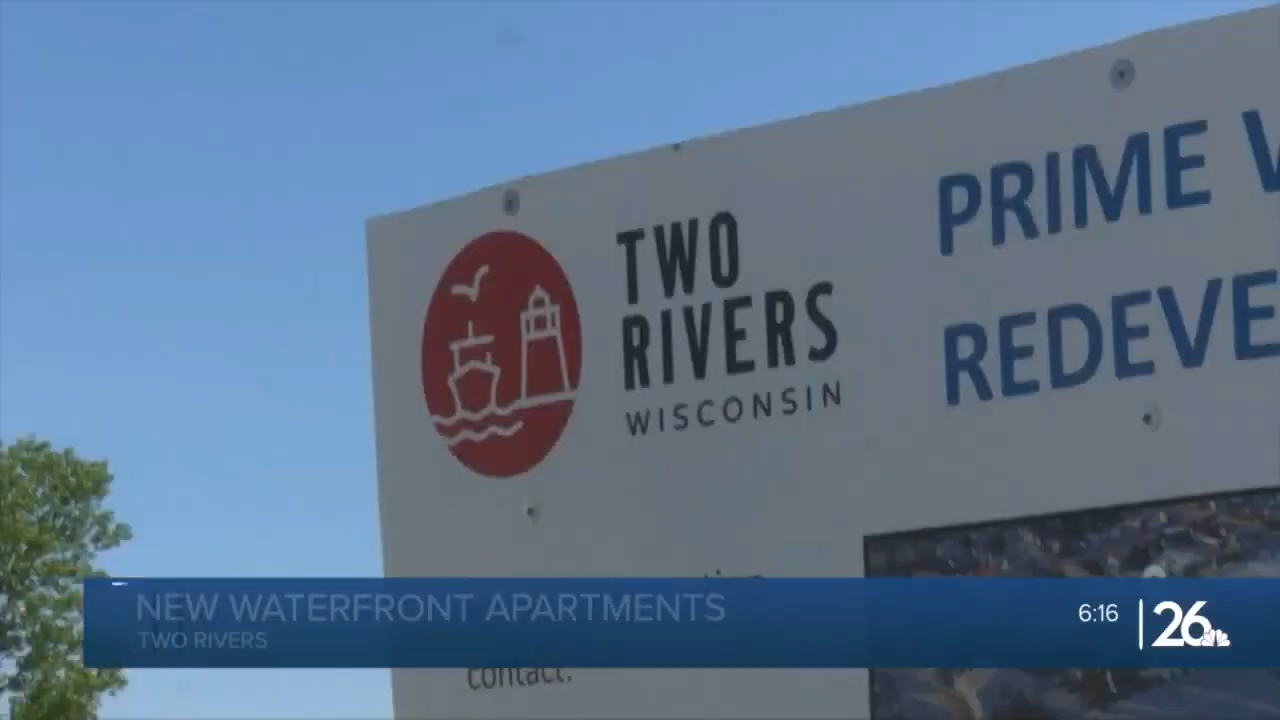 TWO
RIVERS
WISCONSIN
PRIME
REDEVE
contact.
NEW WATERFRONT APARTMENTS
TWO RIVERS
6:16
26